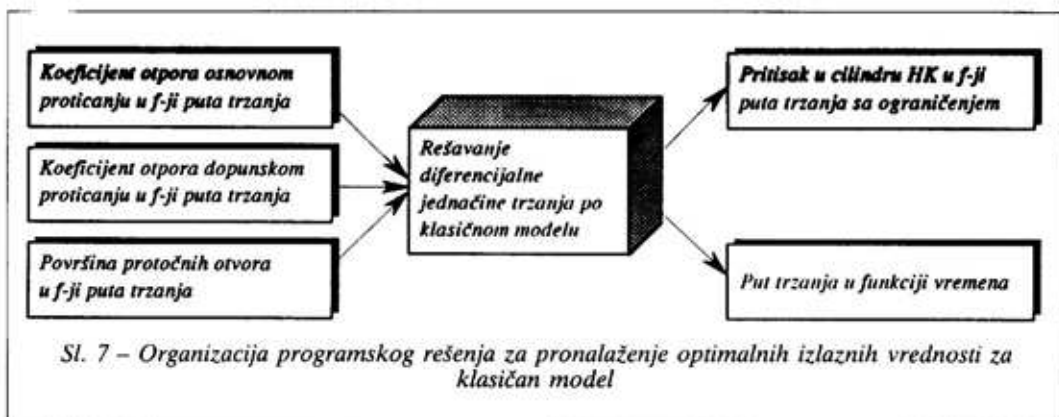 Koeficijent otpora osnovnom
proticanju u f-ji puta trzanja
Koeficijent otpora dopunskom
proticanju u f-ji puta trzanja
Površina protočnih otvora
u f-ji puta trzanja
Rešavanje
diferencijalne
jednačine trzanja po
klasičnom modelu
Pritisak u cilindru HK u f-ji
puta trzanja sa ograničenjem
Put trzanja u funkciji vremena
Sl. 7 – Organizacija programskog rešenja za pronalaženje optimalnih izlaznih vrednosti za
klasičan model